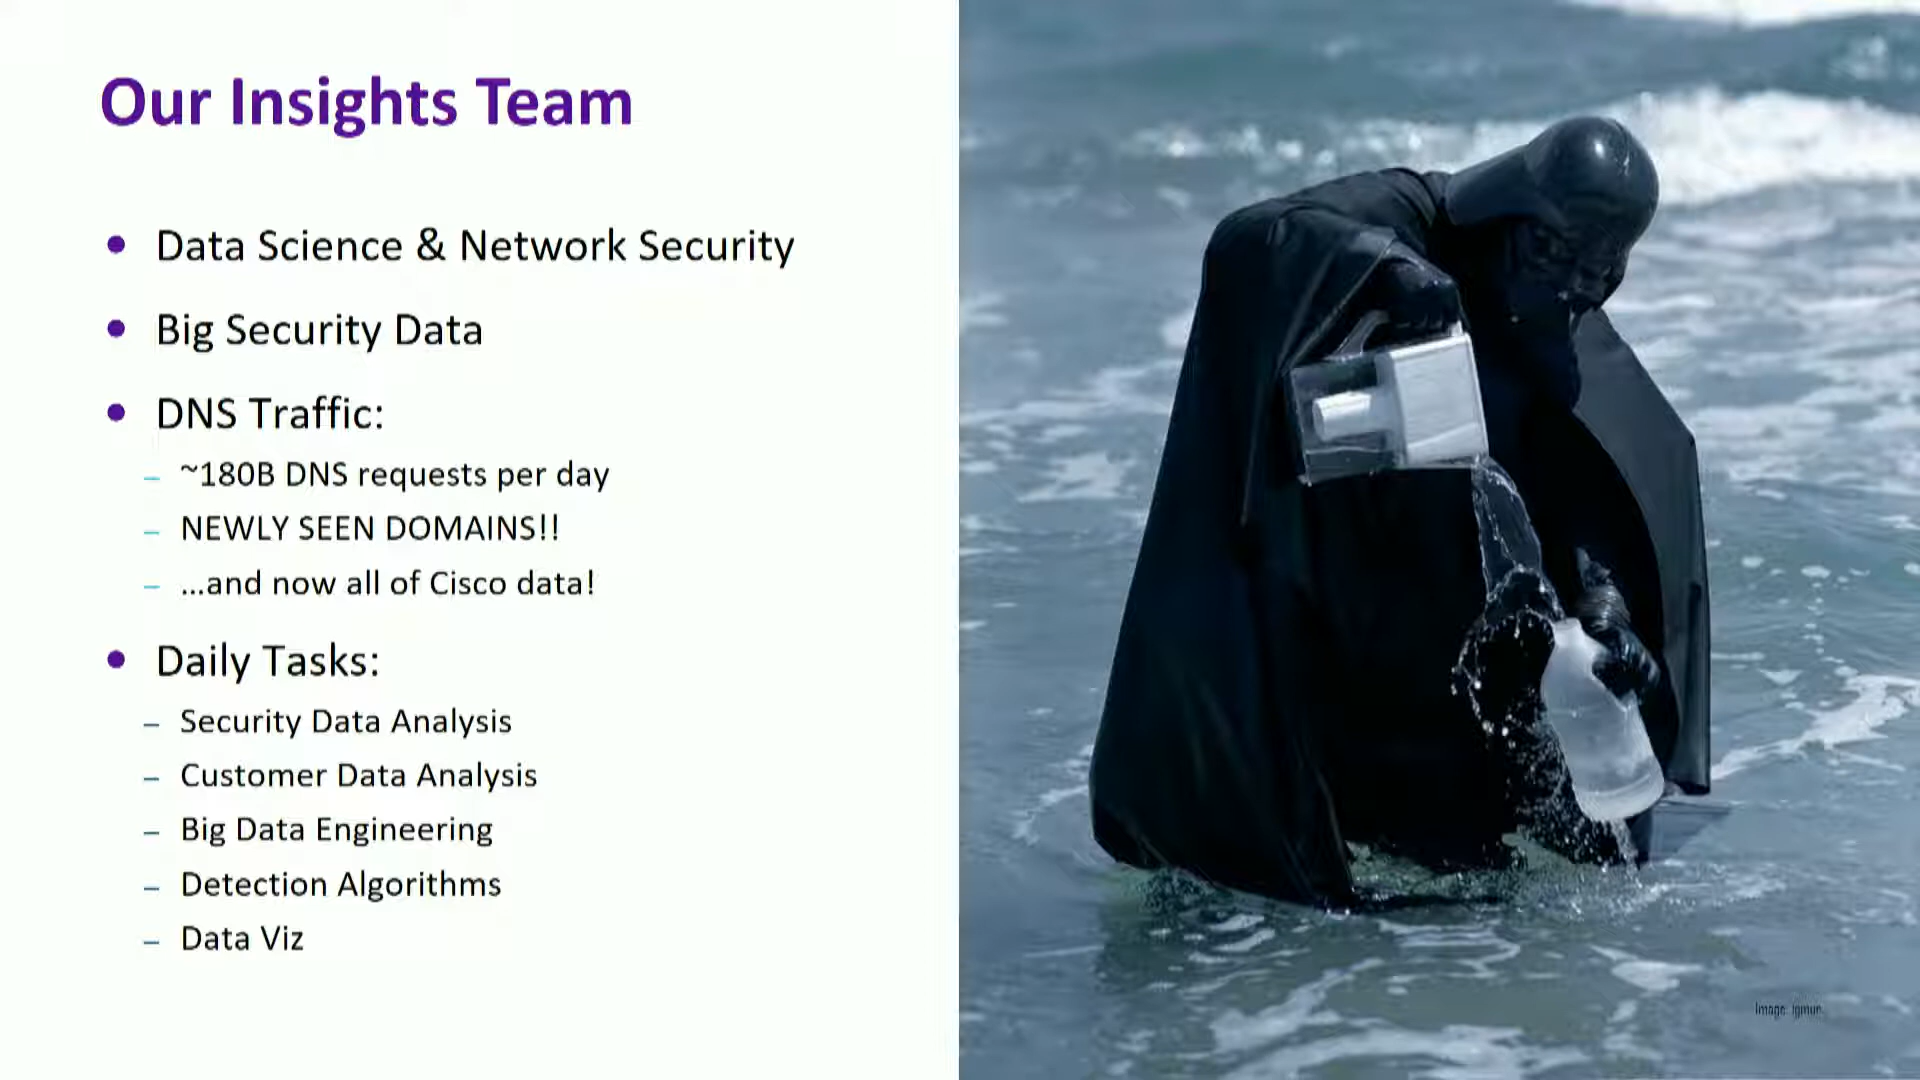 Our Insights Team
Data Science & Network Security
Big Security Data
DNS Traffic:
~180B DNS requests per day
NEWLY SEEN DOMAINS!!
...and now all of Cisco data!
Daily Tasks:
Security Data Analysis
Customer Data Analysis
Big Data Engineering
Detection Algorithms
Data Viz
Image: